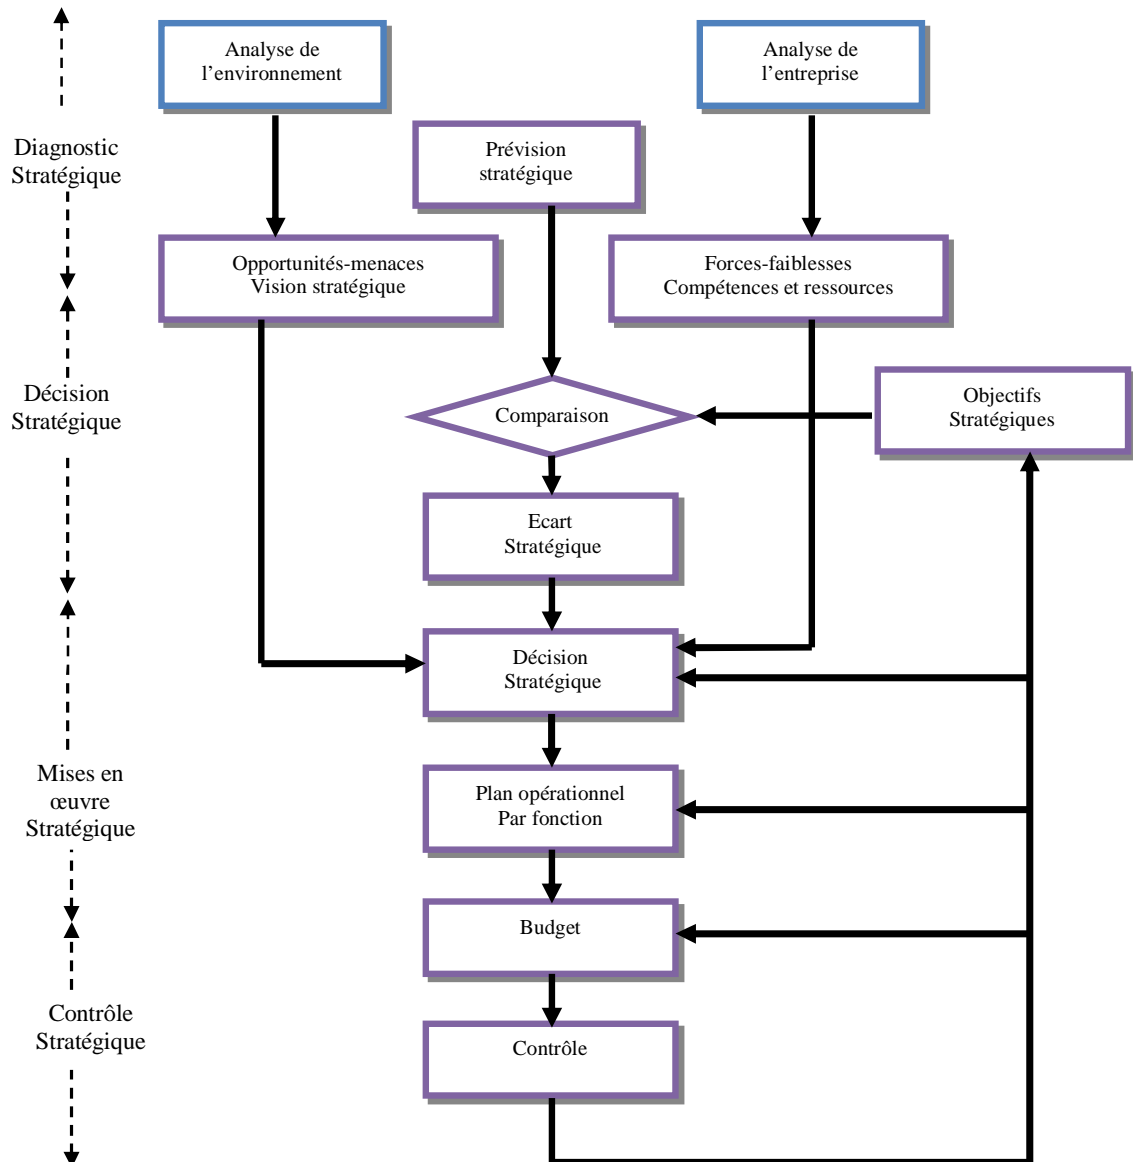 Analyse de
l'environnement
Analyse de
l'entreprise
Diagnostic
Stratégique
Prévision
stratégique
Opportunités-menaces
Vision stratégique
Forces-faiblesses
Compétences et ressources
Décision
Stratégique
Comparaison
Objectifs
Stratégiques
Ecart
Stratégique
Décision
Stratégique
Mises en
œuvre
Stratégique
Plan opérationnel
Par fonction
Budget
Contrôle
Stratégique
Contrôle